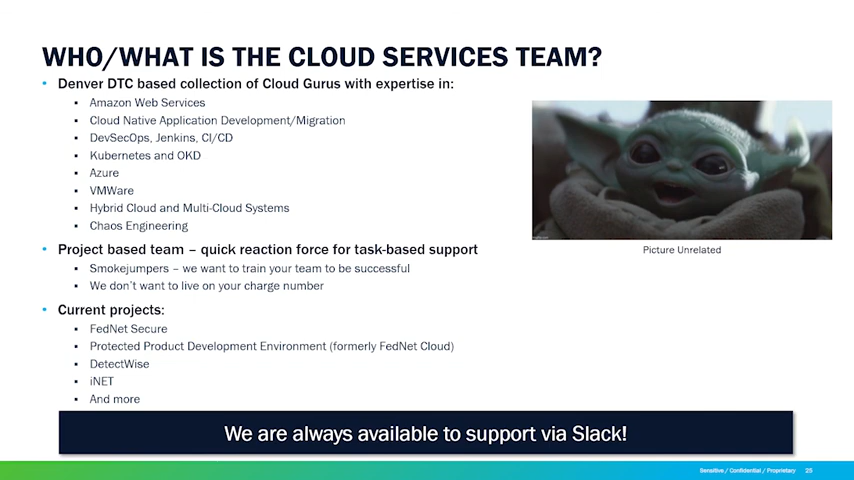 WHO/WHAT IS THE CLOUD SERVICES TEAM?
• Denver DTC based collection of Cloud Gurus with expertise in:
▪ Amazon Web Services
▪ Cloud Native Application Development/Migration
▪ DevSecOps, Jenkins, CI/CD
▪ Kubernetes and OKD
▪ Azure
▪ VMWare
▪ Hybrid Cloud and Multi-Cloud Systems
▪ Chaos Engineering
• Project based team – quick reaction force for task-based support
▪ Smokejumpers – we want to train your team to be successful
▪ We don't want to live on your charge number
• Current projects:
▪ FedNet Secure
▪ Protected Product Development Environment (formerly FedNet Cloud)
▪ DetectWise
▪ iNET
▪ And more
Picture Unrelated
We are always available to support via Slack!
Sensitive / Confidential / Proprietary 25